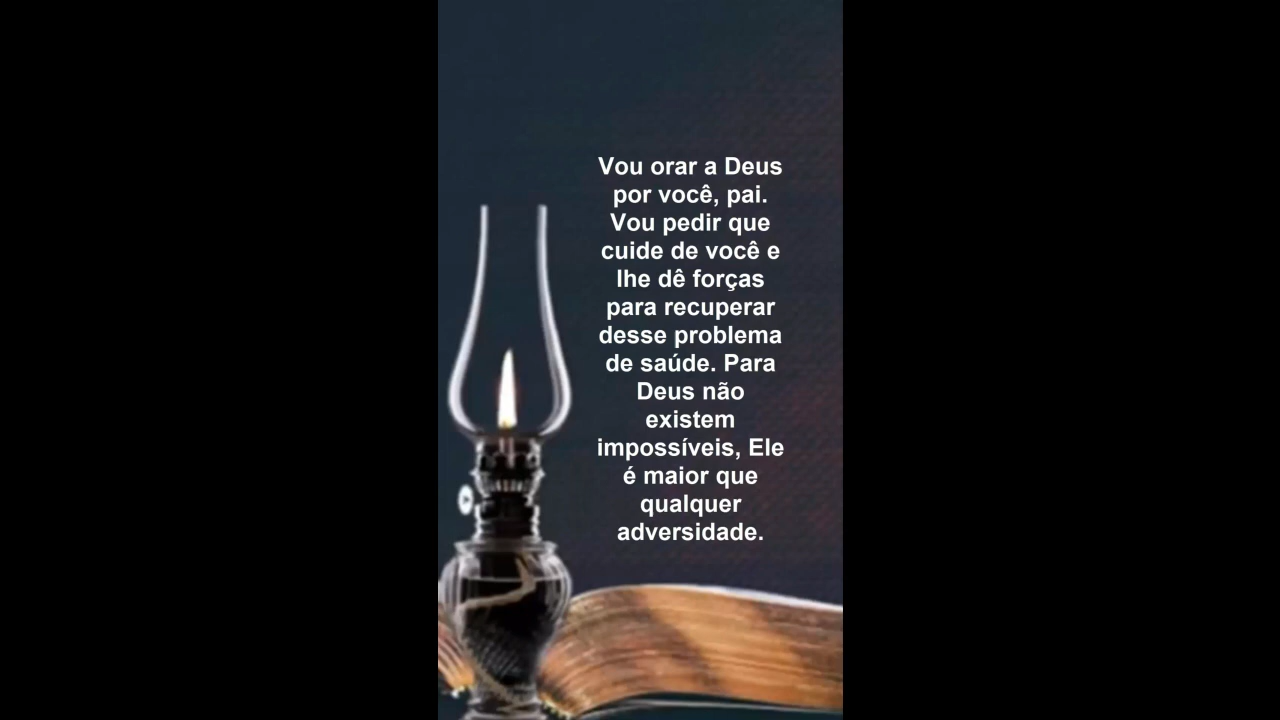 Vou orar a Deus
por você, pai.
Vou pedir que
cuide de você e
lhe dê forças
para recuperar
desse problema
de saúde. Para
Deus não
existem
impossíveis, Ele
é maior que
qualquer
adversidade.